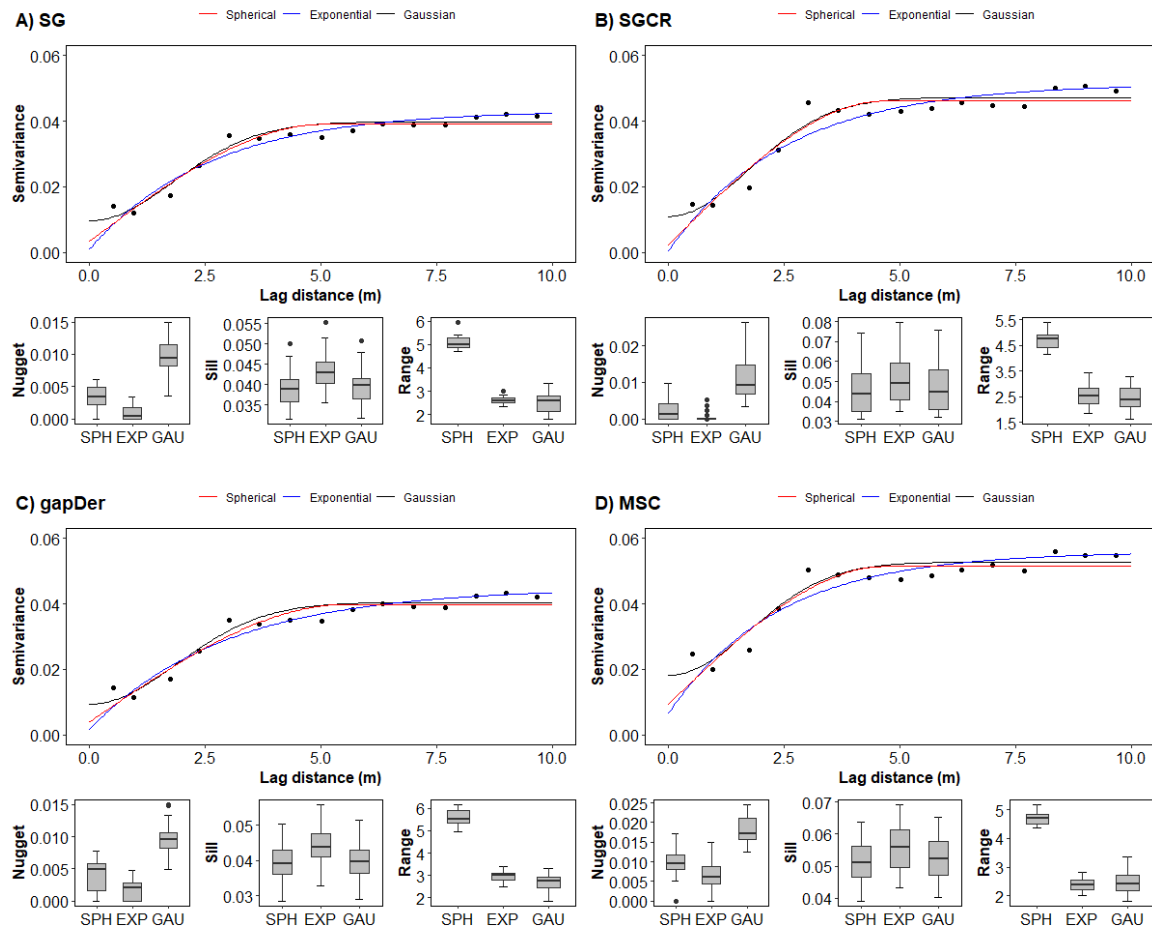 A) SG
Spherical Exponential Gaussian
Semivariance
0.06
0.04
0.02
0.00
0.0 2.5 5.0 7.5 10.0
Lag distance (m)
Nugget
0.015
0.010
0.005
0.000
SPH EXP GAU
Sill
0.055
0.050
0.045
0.040
0.035
SPH EXP GAU
Range
6
5
4
3
2
SPH EXP GAU
B) SGCR
Spherical Exponential Gaussian
Semivariance
0.06
0.04
0.02
0.00
0.0 2.5 5.0 7.5 10.0
Lag distance (m)
Nugget
0.02
0.01
0.00
SPH EXP GAU
Sill
0.08
0.07
0.06
0.05
0.04
0.03
SPH EXP GAU
Range
5.5
4.5
3.5
2.5
1.5
SPH EXP GAU
C) gapDer
Spherical Exponential Gaussian
Semivariance
0.06
0.04
0.02
0.00
0.0 2.5 5.0 7.5 10.0
Lag distance (m)
Nugget
0.015
0.010
0.005
0.000
SPH EXP GAU
Sill
0.05
0.04
0.03
SPH EXP GAU
Range
6
5
4
3
2
SPH EXP GAU
D) MSC
Spherical Exponential Gaussian
Semivariance
0.06
0.04
0.02
0.00
0.0 2.5 5.0 7.5 10.0
Lag distance (m)
Nugget
0.025
0.020
0.015
0.010
0.005
0.000
SPH EXP GAU
Sill
0.07
0.06
0.05
0.04
SPH EXP GAU
Range
5
4
3
2
SPH EXP GAU